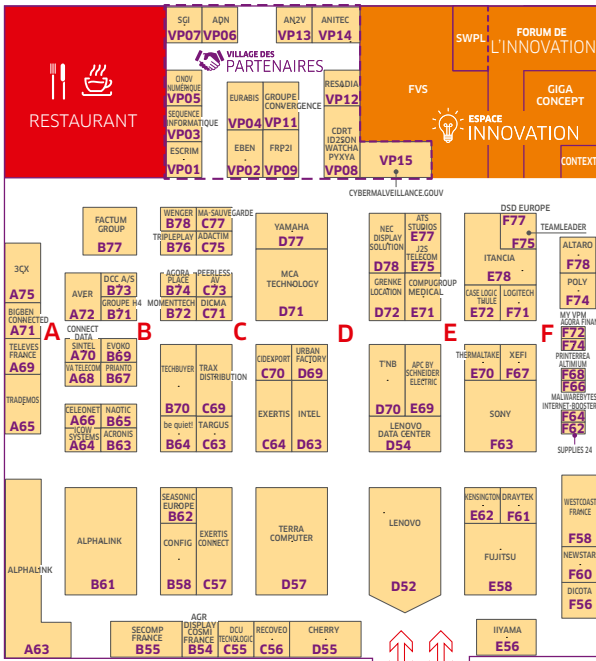 RESTAURANT
SCI
VP07
ADN
VP06
AN2V
VP13
ANITEC
VP14
VILLAGE DES
PARTENAIRES
CNOV
NUMÉRIQUE
VP05
SEQUENCE
INFORMATIQUE
VP03
ESCRIM
VP01
EURABIS
VP04
GROUPE
CONVERGENCE
VP11
EBEN
VP02
FRP2I
VP09
RES4DIA
VP12
CDRT
ID2SON
WATCHA
PYXYA
VP08
VP15
CYBERMALVEILLANCE.GOUV
FVS
SWPL
FORUM DE
L'INNOVATION
GIGA
CONCEPT
ESPACE
INNOVATION
CONTEXT
FACTUM
GROUP
B77
WENGER
B78
MA-SAUVEGARDE
C77
TRIPLEPLAY
B76
ADACTIM
C75
YAMAHA
D77
MCA
TECHNOLOGY
D71
NEC
DISPLAY
SOLUTION
D78
ATS
STUDIOS
E77
J2S
TELECOM
E75
GRENKE
LOCATION
D72
COMPUGROUP
MEDICAL
E71
DSD EUROPE
F77
TEAMLEADER
F75
ITANCIA
E78
CASE LOGIC
THULE
E72
LOGITECH
F71
ALTARO
F78
POLY
F74
3CX
A75
BIGBEN
CONNECTED
A71
TELEVES
FRANCE
A69
TRADEMOS
A65
A
AVER
A72
DCC A/S
B73
GROUPE H4
B71
B
AGORA
PLACE
B74
PEERLESS
AV
C73
MOMENTTECH
B72
DICMA
C71
C
D
E
F
MY VPM
F72
AGORA FINAN
F74
PRINTERREA
F68
ALTIMIUM
F66
MALWAREBYTES
INTERNET-BOOSTER
F64
F62
SUPPLIES 24
CONNECT
DATA
SINTEL
A70
EVOKO
B69
VA TELECOM
A68
PRIANTO
B67
CELEONET
A66
NAOTIC
B65
ICOW
SYSTEMS
A64
ACRONIS
B63
TECHBUYER
B70
TRAX
DISTRIBUTION
C69
be quiet!
B64
TARGUS
C63
CIDEXPORT
C70
URBAN
FACTORY
D69
EXERTIS
C64
INTEL
D63
T'NB
D70
APC BY
SCHNEIDER
ELECTRIC
E69
LENOVO
DATA CENTER
D54
THERMALTAKE
E70
XEFI
F67
SONY
F63
ALPHALINK
A63
ALPHALINK
B61
SEASONIC
EUROPE
B62
CONFIG
B58
EXERTIS
CONNECT
C57
TERRA
COMPUTER
D57
LENOVO
D52
KENSINGTON
E62
DRAYTEK
F61
FUJITSU
E58
WESTCOAST
FRANCE
F58
NEWSTAR
F60
DICOTA
F56
SECOMP
FRANCE
B55
AGR
DISPLAY
COSMI
FRANCE
B54
DCU
TECNOLOGIC
C55
RECOVEO
C56
CHERRY
D55
IIYAMA
E56